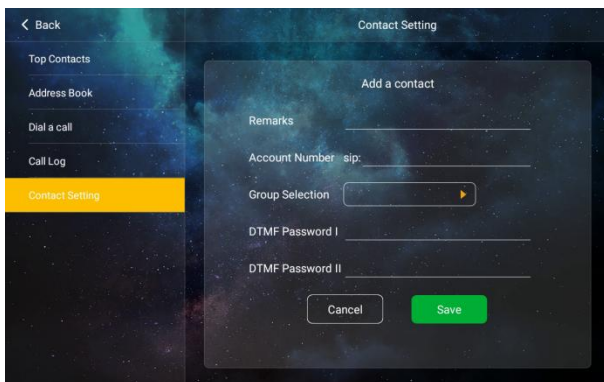 Back
Contact Setting
Top Contacts
Address Book
Dial a call
Call Log
Contact Setting
Add a contact
Remarks
Account Number sip:
Group Selection
DTMF Password I
DTMF Password II
Cancel Save